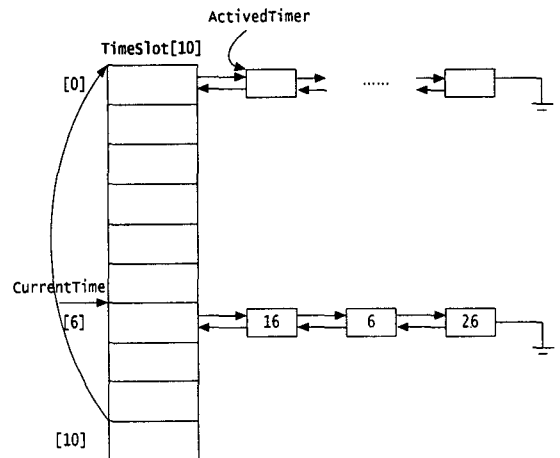 ActivedTimer
TimeSlot[10]
[0]
......
CurrentTime
[6]
16
6
26
[10]